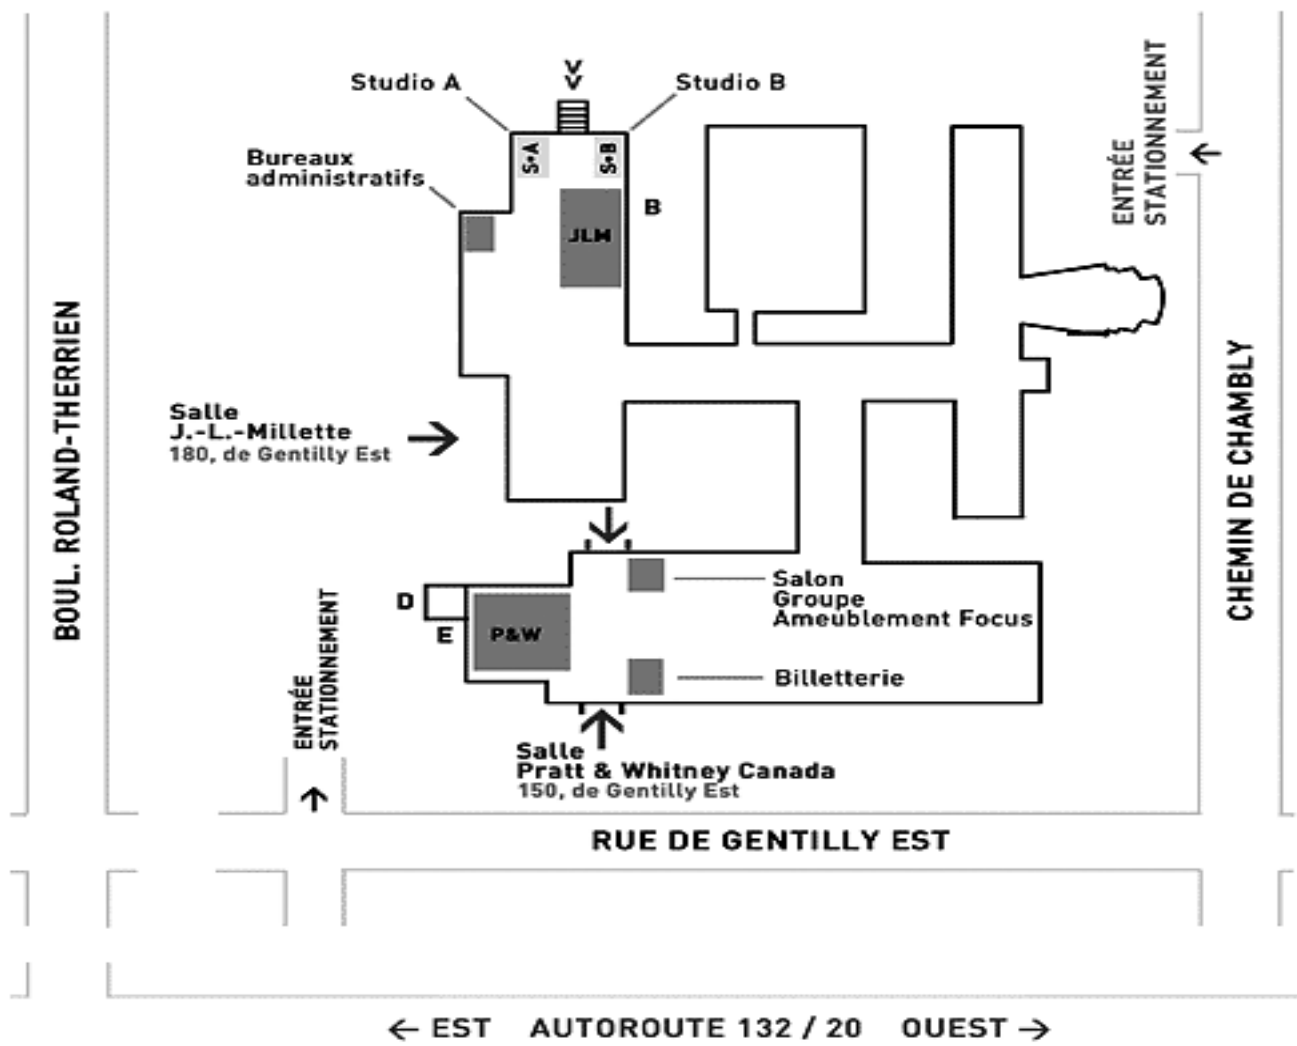 Studio A
Studio B
S•A
S•B
Bureaux
administratifs
B
JLM
ENTRÉE
STATIONNEMENT
BOUL. ROLAND-THERRIEN
CHEMIN DE CHAMBLY
Salle
J.-L.-Millette
180, de Gentilly Est
D
E
P&W
Salon
Groupe
Ameublement Focus
Billetterie
ENTRÉE
STATIONNEMENT
Salle
Pratt & Whitney Canada
150, de Gentilly Est
RUE DE GENTILLY EST
← EST AUTOROUTE 132 / 20 OUEST →